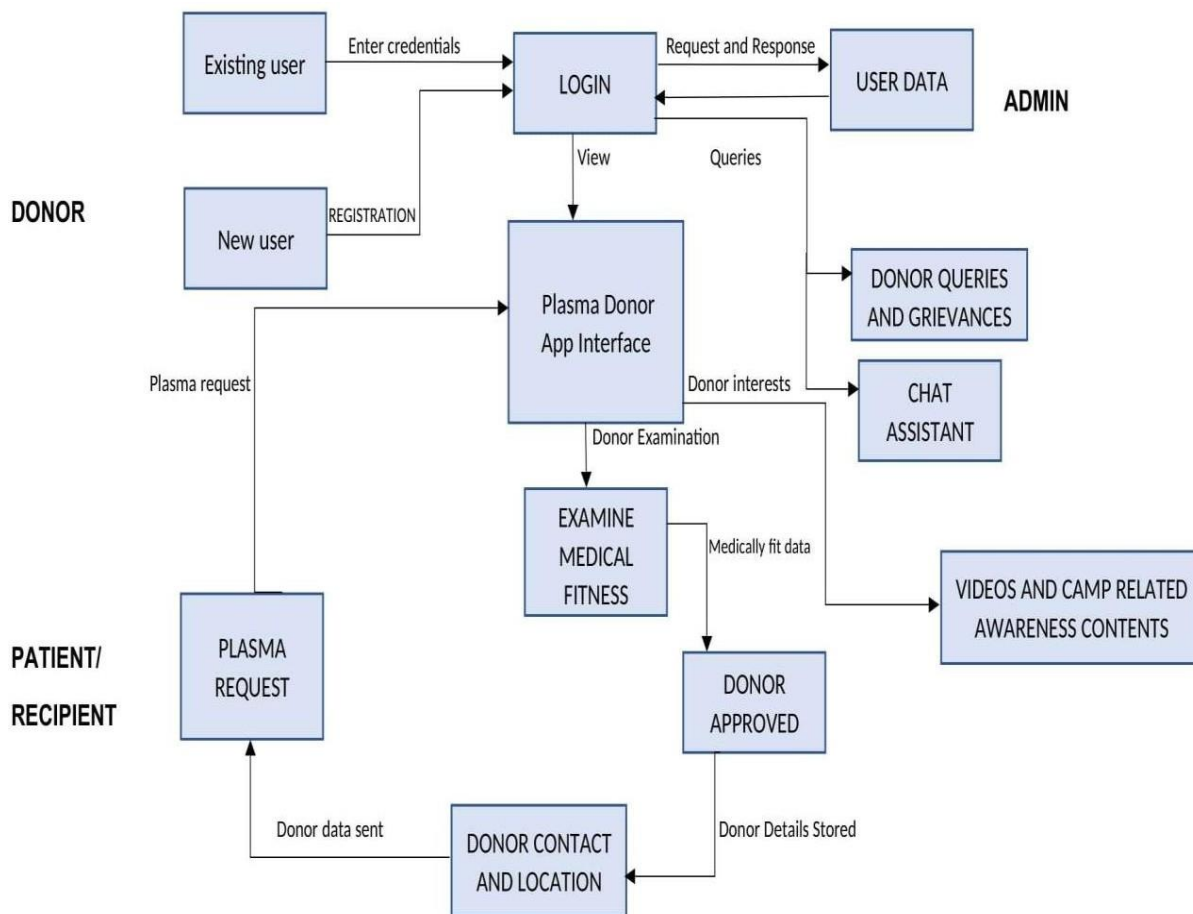 Existing user
Enter credentials
LOGIN
Request and Response
USER DATA
ADMIN
View
Queries
DONOR
New user
REGISTRATION
Plasma Donor
App Interface
DONOR QUERIES
AND GRIEVANCES
Plasma request
Donor interests
CHAT
ASSISTANT
Donor Examination
EXAMINE
MEDICAL
FITNESS
Medically fit data
VIDEOS AND CAMP RELATED
AWARENESS CONTENTS
PATIENT/
RECIPIENT
PLASMA
REQUEST
DONOR
APPROVED
Donor data sent
DONOR CONTACT
AND LOCATION
Donor Details Stored